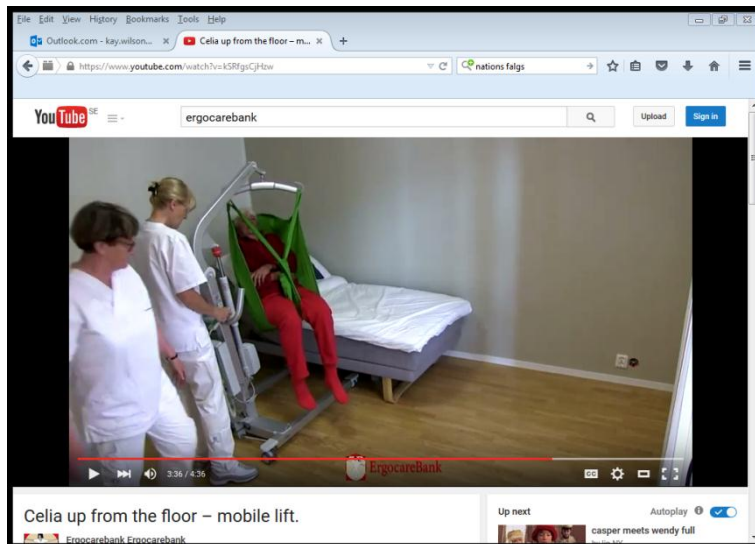 File Edit View History Bookmarks Tools Help
Outlook.com - kay.wilson... × Celia up from the floor – m... × +
https://www.youtube.com/watch?v=kSRfgsCjHzw nations falgs
YouTube SE ergocarebank Upload Sign in
ErgocareBank
3:36 / 4:36 CC
Celia up from the floor – mobile lift.
Ergocarebank Ergocarebank
Up next Autoplay
casper meets wendy full